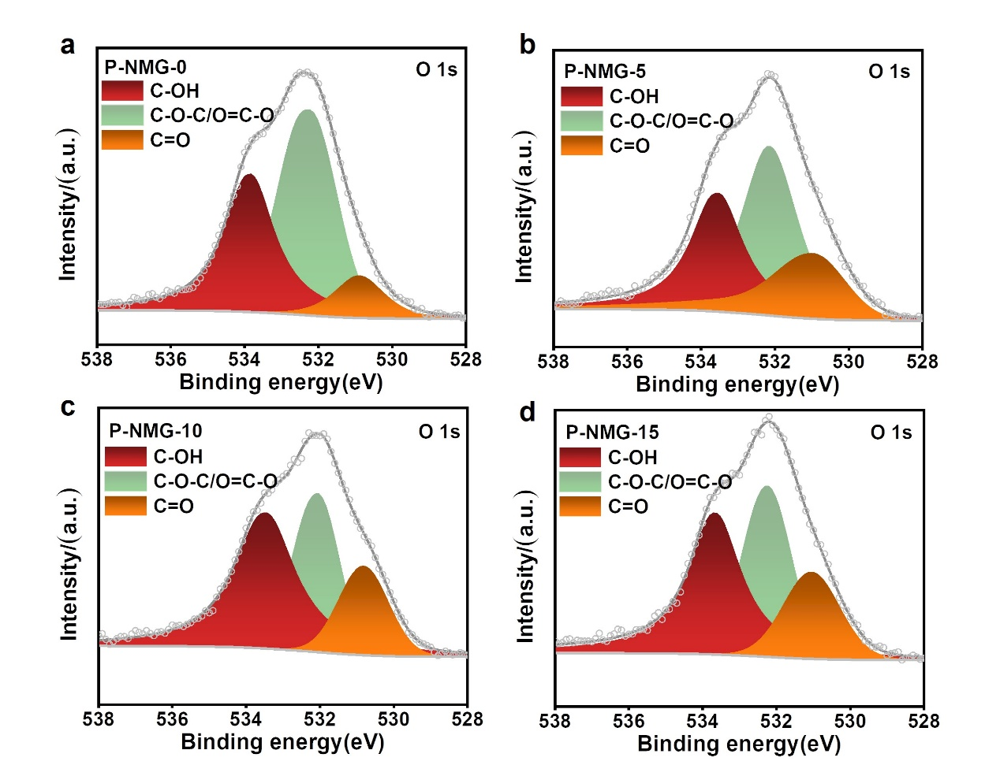 a
P-NMG-0
O 1s
C-OH
C-O-C/O=C-O
C=O
Intensity/(a.u.)
538 536 534 532 530 528
Binding energy(eV)
b
P-NMG-5
O 1s
C-OH
C-O-C/O=C-O
C=O
Intensity/(a.u.)
538 536 534 532 530 528
Binding energy(eV)
c
P-NMG-10
O 1s
C-OH
C-O-C/O=C-O
C=O
Intensity/(a.u.)
538 536 534 532 530 528
Binding energy(eV)
d
P-NMG-15
O 1s
C-OH
C-O-C/O=C-O
C=O
Intensity/(a.u.)
538 536 534 532 530 528
Binding energy(eV)